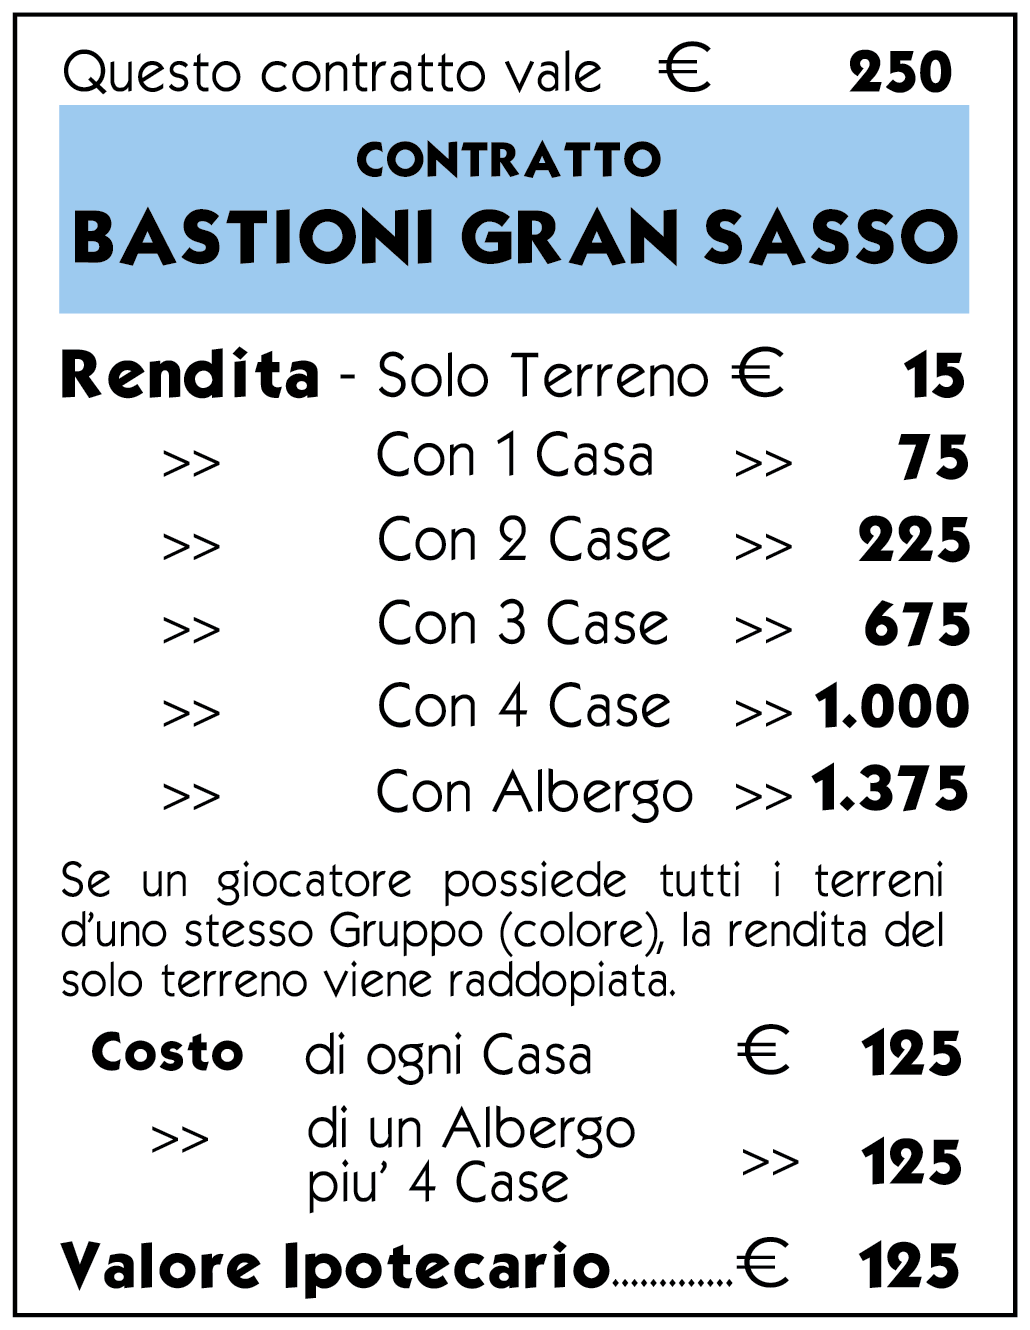 Questo contratto vale € 250
CONTRATTO
BASTIONI GRAN SASSO
Rendita - Solo Terreno € 15
>> Con 1 Casa >> 75
>> Con 2 Case >> 225
>> Con 3 Case >> 675
>> Con 4 Case >> 1.000
>> Con Albergo >> 1.375
Se un giocatore possiede tutti i terreni
d'uno stesso Gruppo (colore), la rendita del
solo terreno viene raddopiata.
Costo di ogni Casa € 125
>> di un Albergo
piu' 4 Case >> 125
Valore Ipotecario.............€ 125